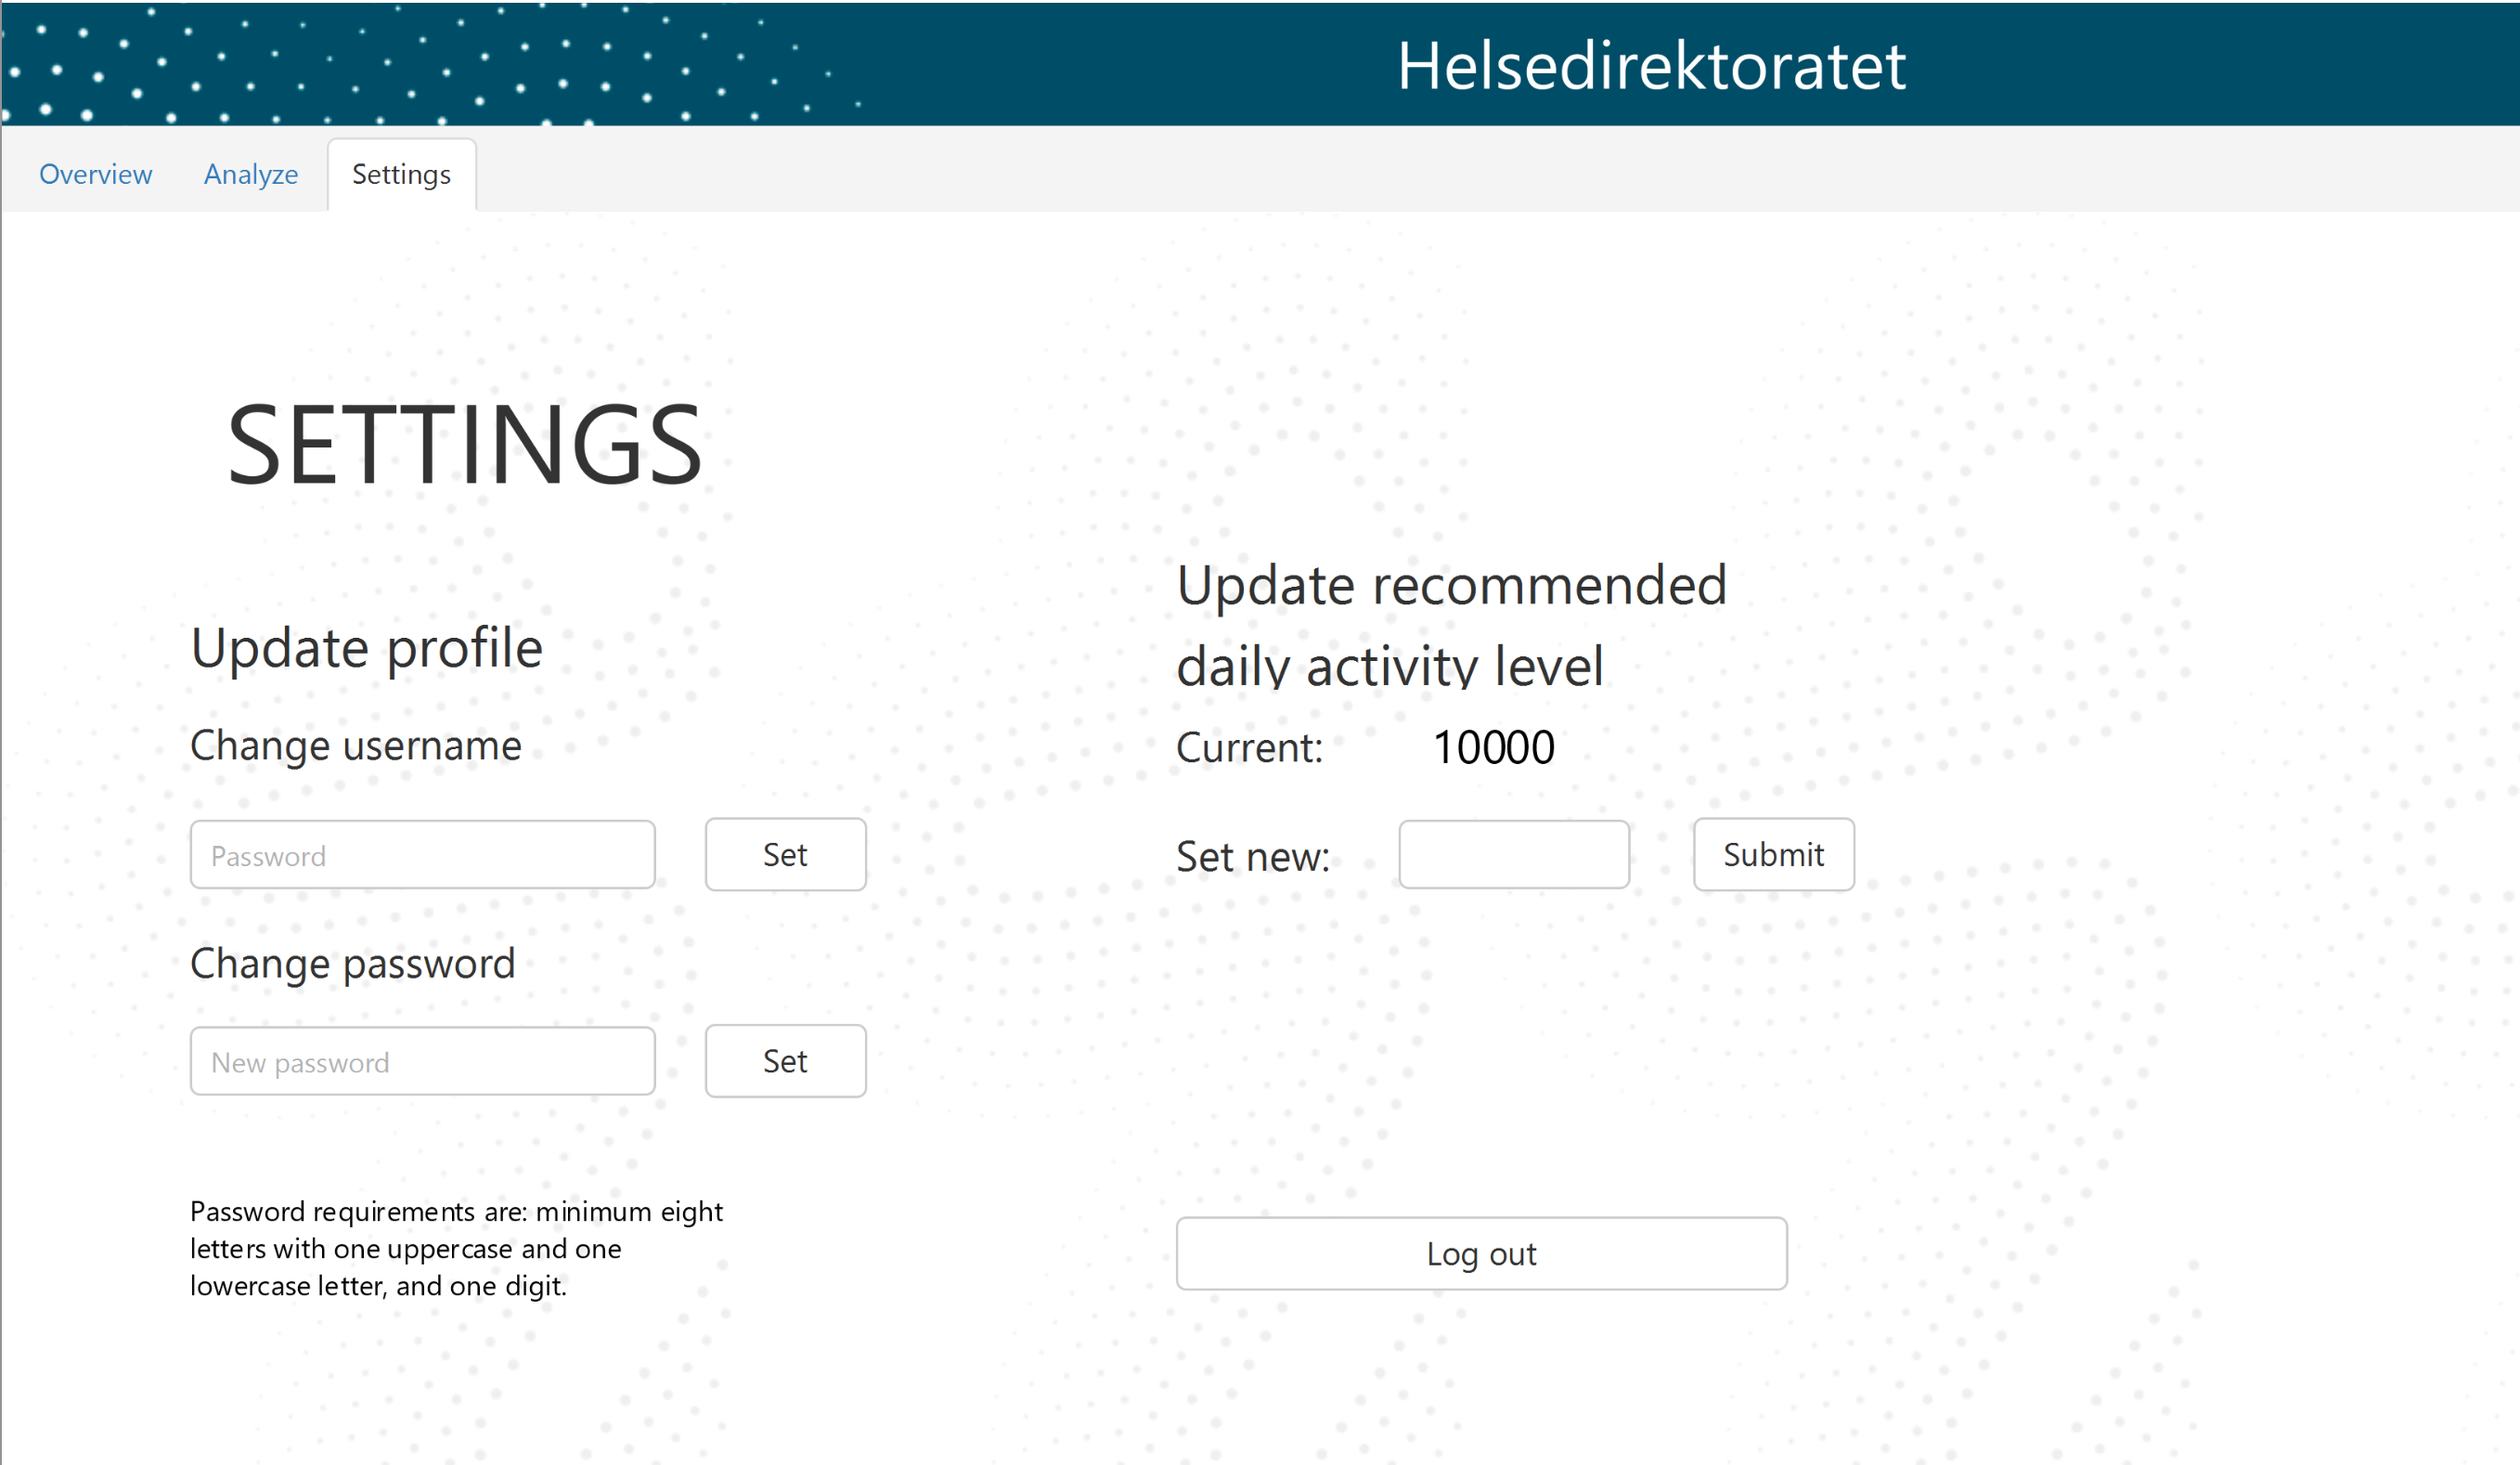 Helsedirektoratet
Overview
Analyze
Settings
SETTINGS
Update profile
Change username
Password
Set
Change password
New password
Set
Password requirements are: minimum eight
letters with one uppercase and one
lowercase letter, and one digit.
Update recommended
daily activity level
Current: 10000
Set new:
Submit
Log out